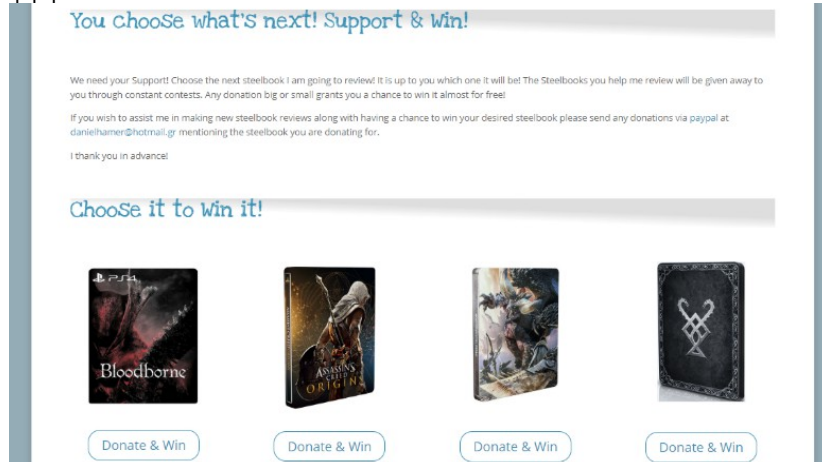 You choose what's next! Support & Win!
We need your Support! Choose the next steelbook I am going to review! It is up to you which one it will be! The Steelbooks you help me review will be given away to
you through constant contests. Any donation big or small grants you a chance to win it almost for free!
If you wish to assist me in making new steelbook reviews along with having a chance to win your desired steelbook please send any donations via paypal at
danielhamer@hotmail.gr mentioning the steelbook you are donating for.
I thank you in advance!
Choose it to Win it!
PS4
Bloodborne
ASSASSIN'S
CREED
ORIGINS
Donate & Win
Donate & Win
Donate & Win
Donate & Win